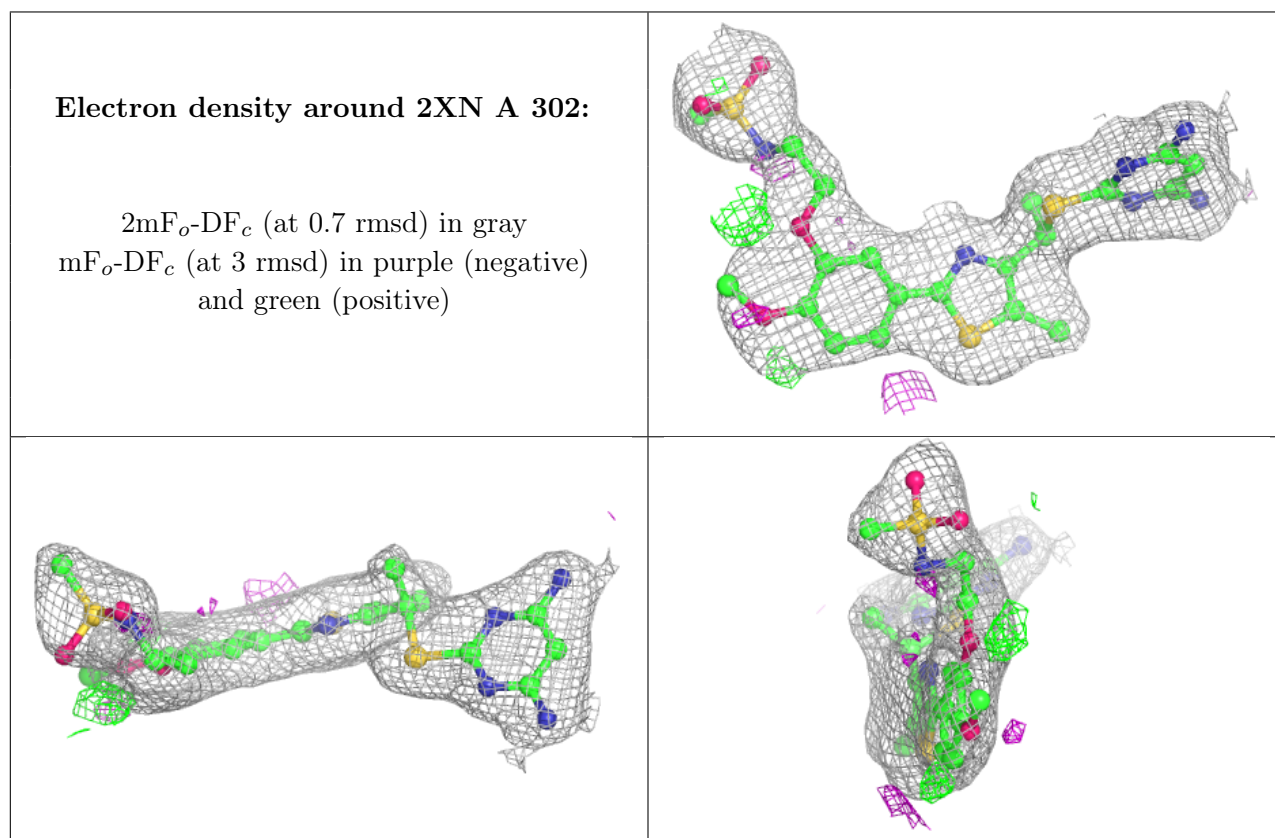 Electron density around 2XN A 302:
2mFₒ-DF𝒸 (at 0.7 rmsd) in gray
mFₒ-DF𝒸 (at 3 rmsd) in purple (negative)
and green (positive)